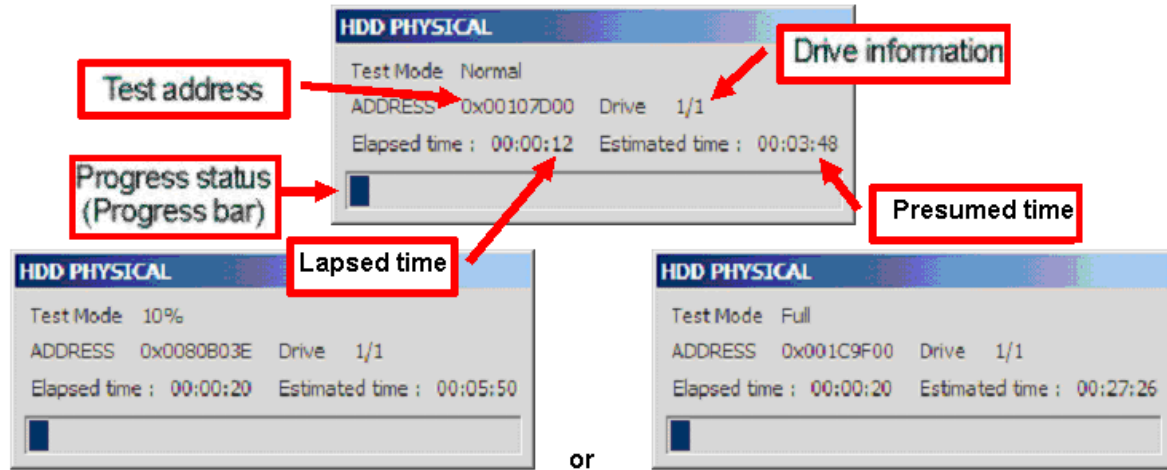 HDD PHYSICAL
Drive information
Test Mode Normal
Test address
ADDRESS 0x00107D00 Drive 1/1
Elapsed time : 00:00:12 Estimated time : 00:03:48
Progress status
(Progress bar)
Presumed time
Lapsed time
HDD PHYSICAL
Test Mode 10%
ADDRESS 0x0080B03E Drive 1/1
Elapsed time : 00:00:20 Estimated time : 00:05:50
or
HDD PHYSICAL
Test Mode Full
ADDRESS 0x001C9F00 Drive 1/1
Elapsed time : 00:00:20 Estimated time : 00:27:26